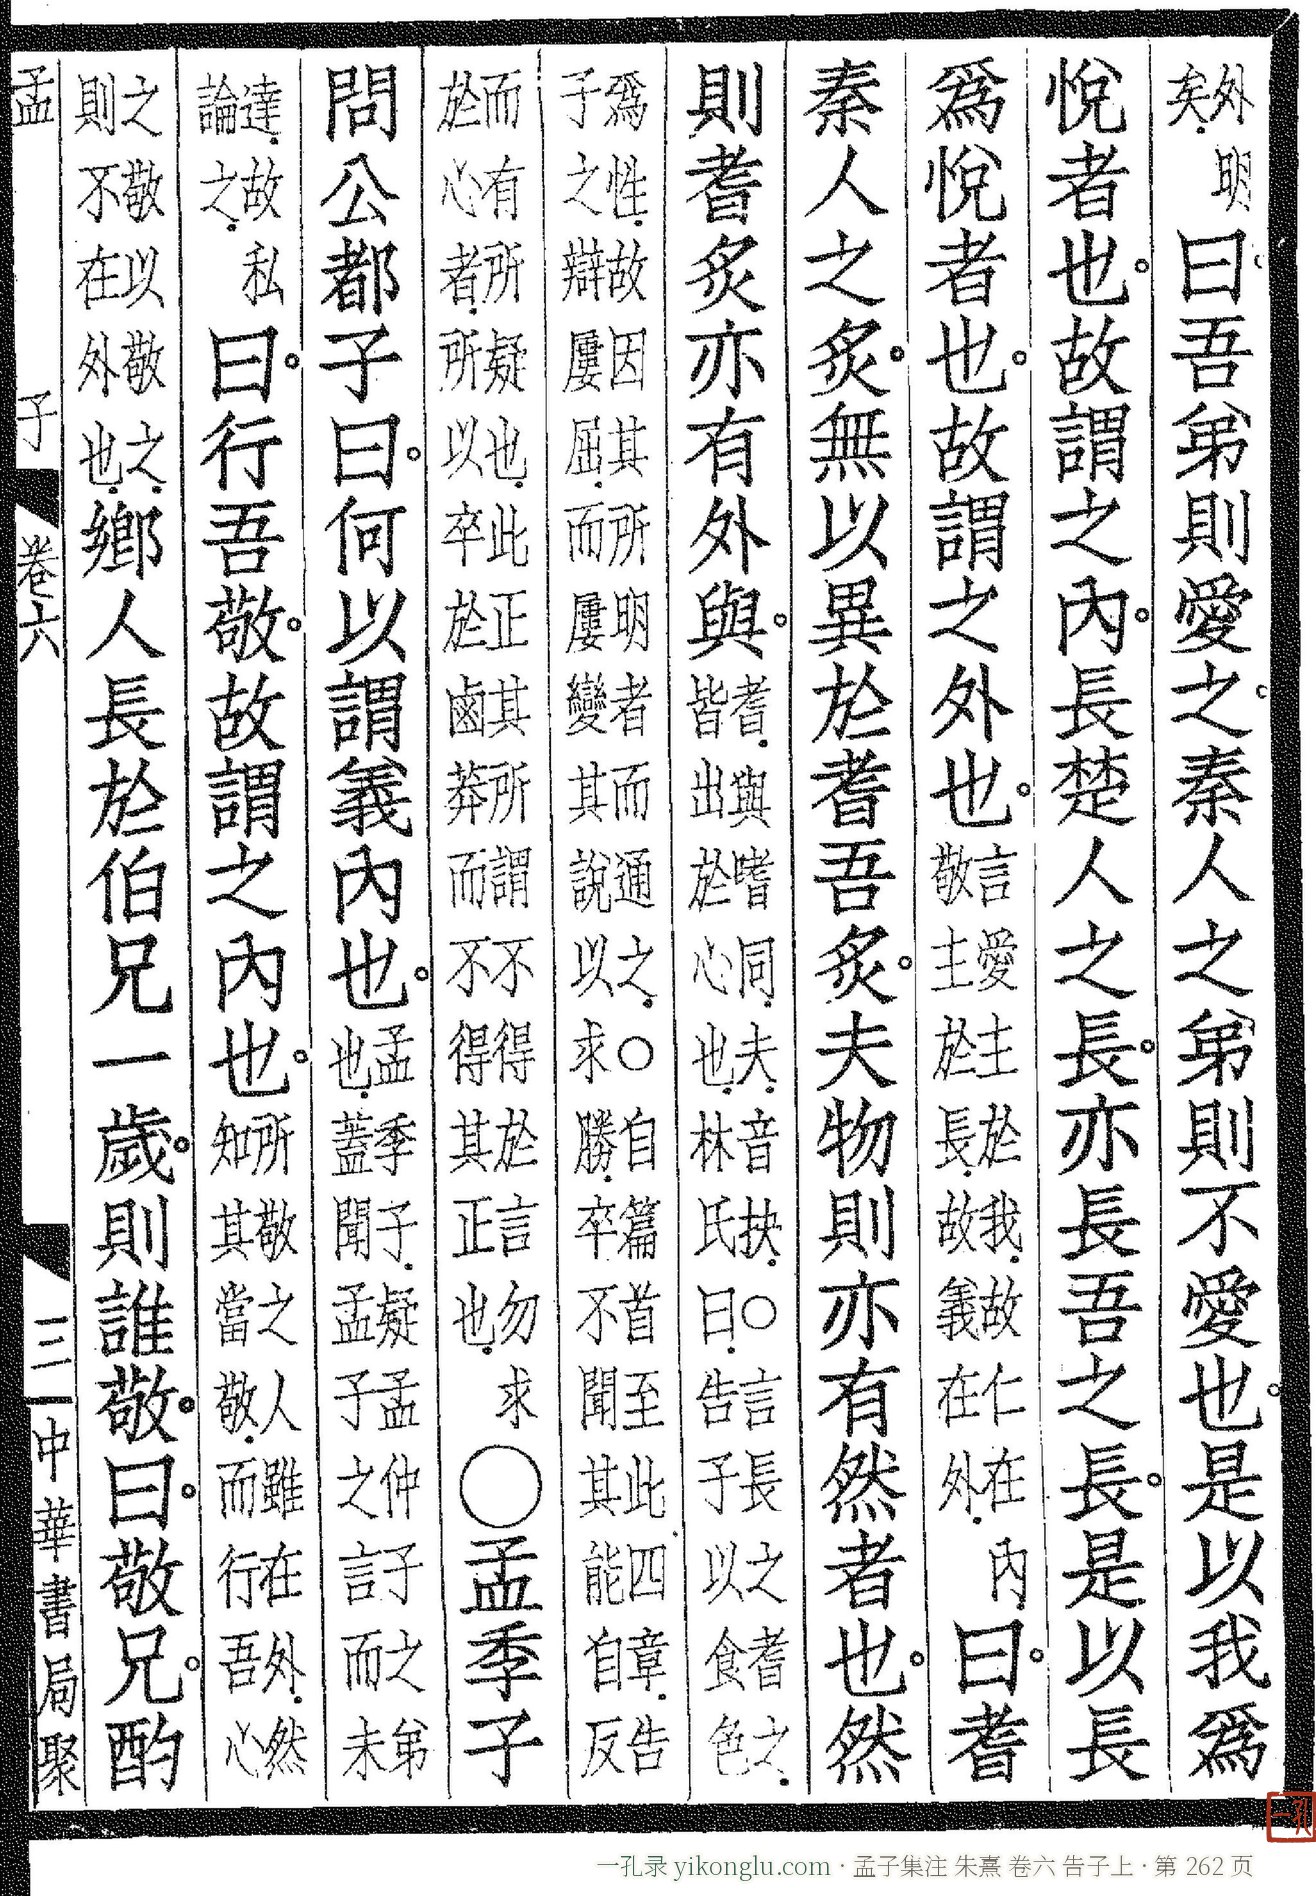 外明矣。曰。吾弟則愛之。秦人之弟則不愛也。是以我爲
悅者也。故謂之內。長楚人之長。亦長吾之長。是以長
爲悅者也。故謂之外也。言愛主於我。故仁在內。敬主於長。故義在外。曰。耆
秦人之炙。無以異於耆吾炙。夫物則亦有然者也。然
則耆炙亦有外與。耆。與嗜同。夫。音扶。○言長之耆之。皆出於心也。林氏曰。告子以食色
爲性。故因其所明者而通之。○自篇首至此四章。告子之辯屢屈。而屢變其說以求勝。卒不聞其能自反
而有所疑也。此正其所謂不得於言勿求於心者。所以卒於鹵莽而不得其正也。○孟季子
問公都子曰。何以謂義內也。孟季子。疑孟仲子之弟也。蓋聞孟子之言而未
達。故私論之。曰。行吾敬。故謂之內也。所敬之人雖在外。然知其當敬。而行吾心
之敬以敬之。則不在外也。鄉人長於伯兄一歲。則誰敬。曰。敬兄。酌
孟子 卷六 三 中華書局聚
一孔
一孔录 yikonglu.com · 孟子集注 朱熹 卷六 告子上 · 第 262 页